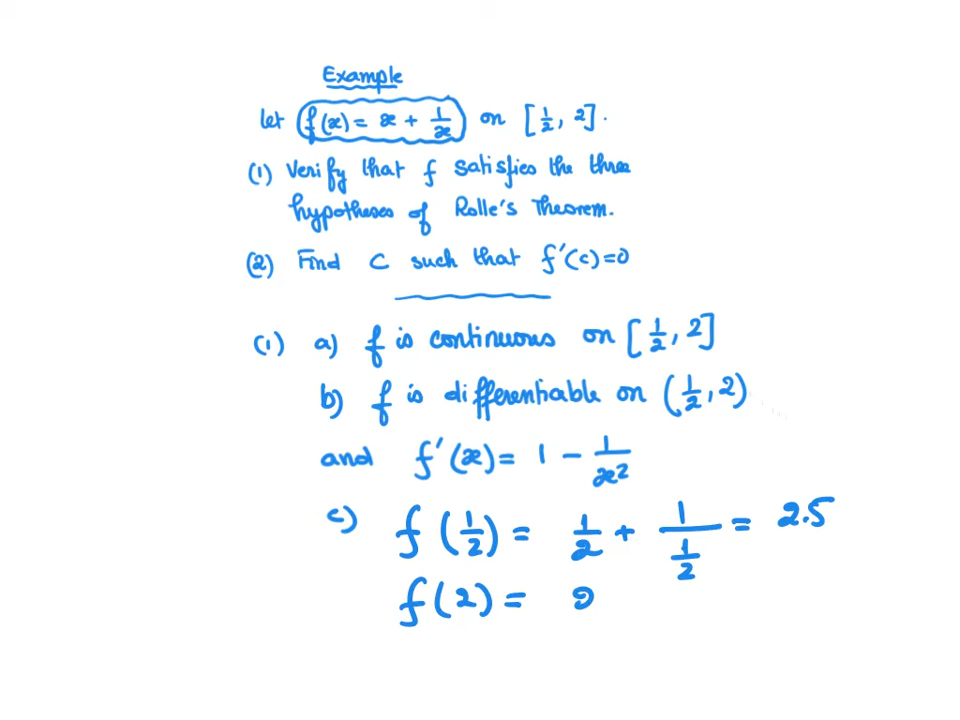 Example
let f(x) = x + 1/x on [1/2, 2].
(1) Verify that f satisfies the three
hypotheses of Rolle's Theorem.
(2) Find C such that f'(c)=0
(1) a) f is continuous on [1/2, 2]
b) f is differentiable on (1/2, 2)
and f'(x) = 1 - 1/x²
c) f(1/2) = 1/2 + 1/(1/2) = 2.5
f(2) =